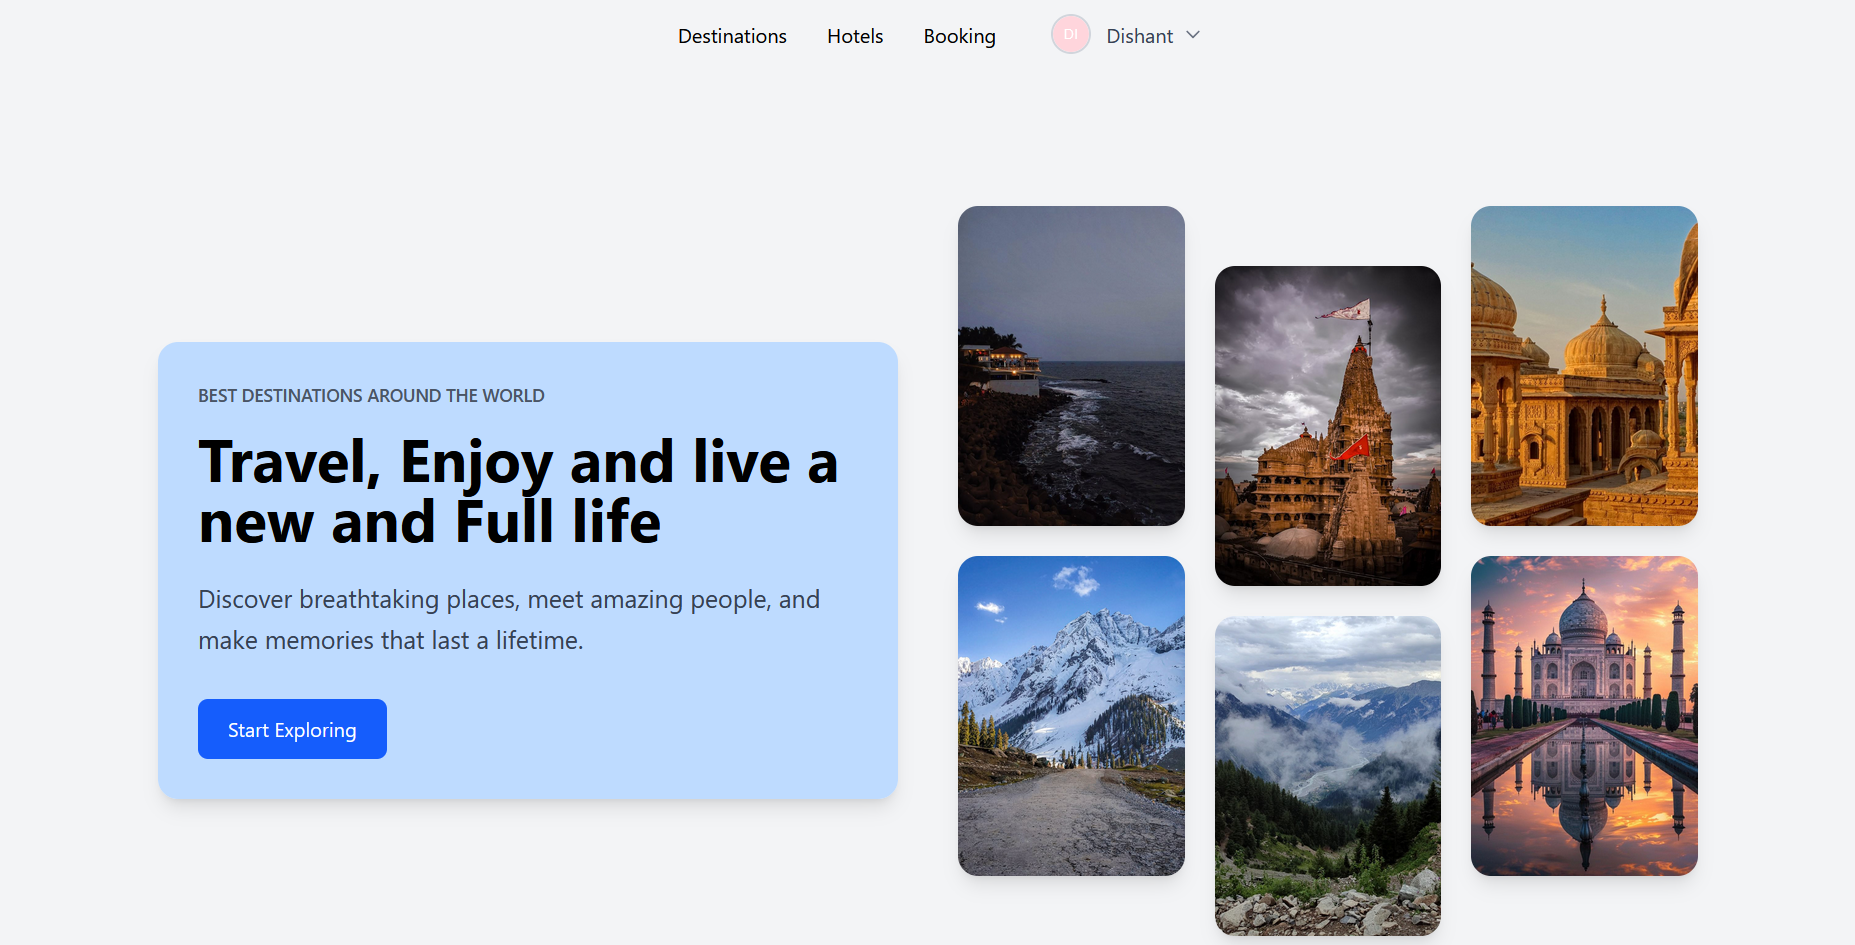 Destinations Hotels Booking DI Dishant
BEST DESTINATIONS AROUND THE WORLD
Travel, Enjoy and live a
new and Full life
Discover breathtaking places, meet amazing people, and
make memories that last a lifetime.
Start Exploring